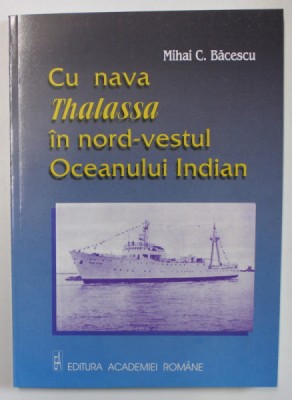 Mihai C. Băcescu
Cu nava
Thalassa
în nord-vestul
Oceanului Indian
EDITURA ACADEMIEI ROMÂNE